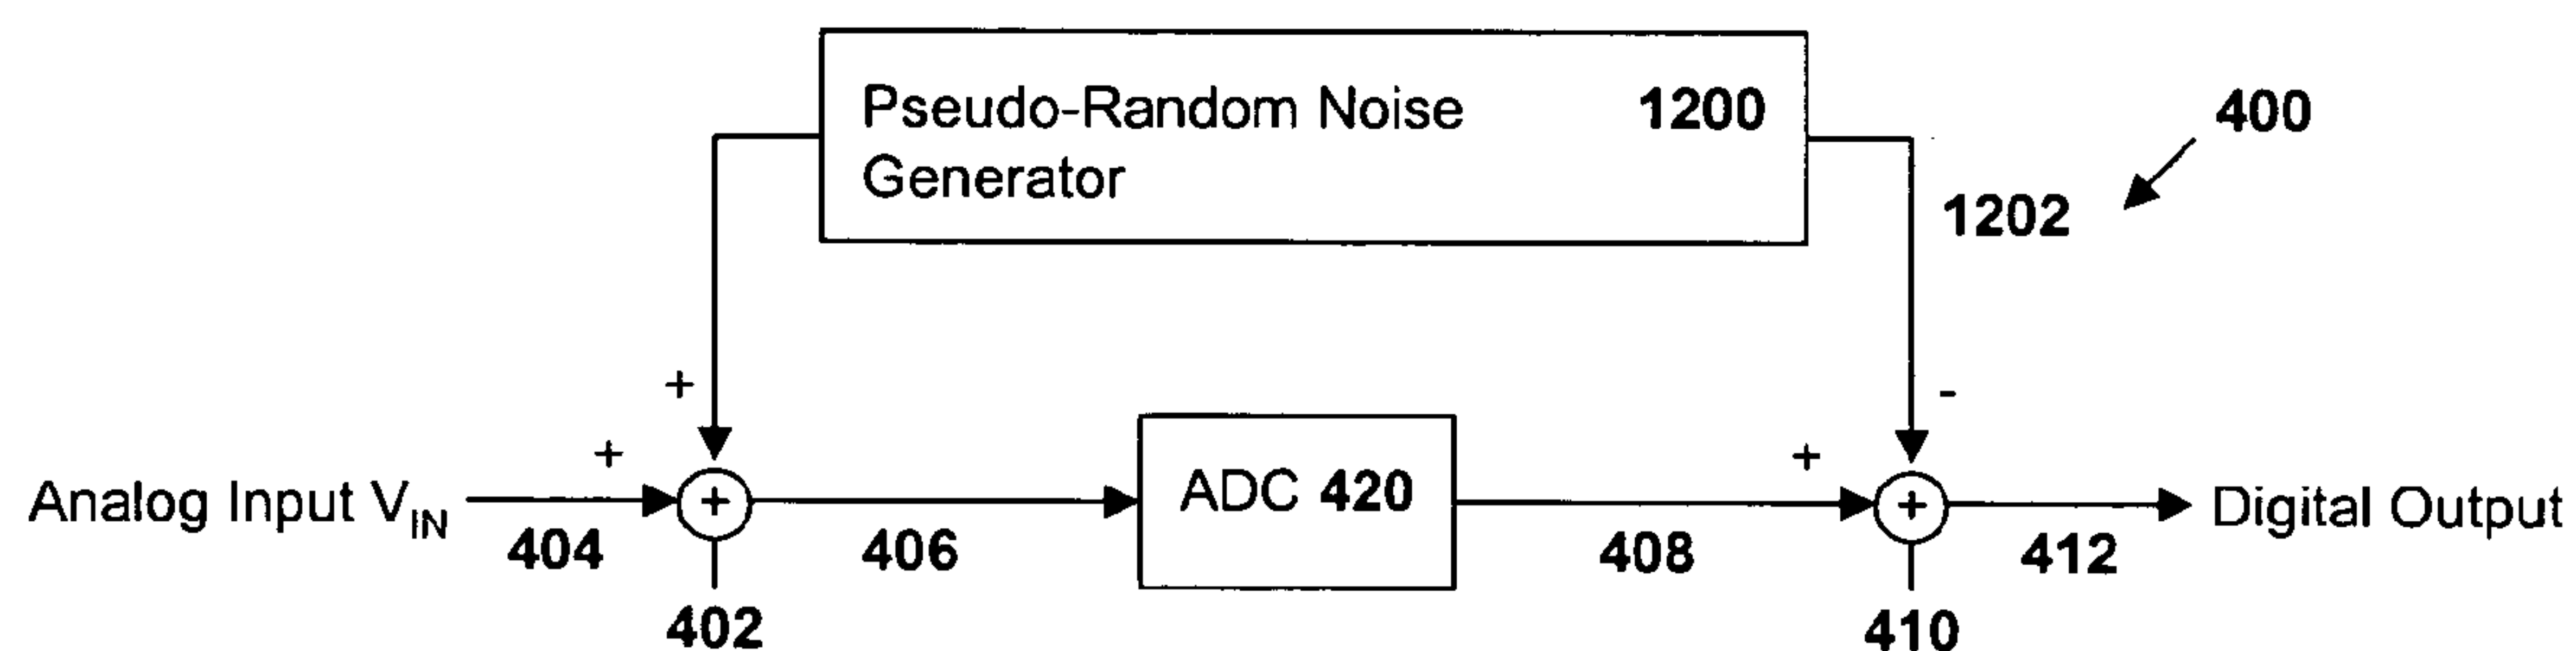 Pseudo-Random Noise 1200
Generator
400
1202
+
-
+
+
Analog Input VIN
+
ADC 420
+
Digital Output
404
406
408
412
402
410